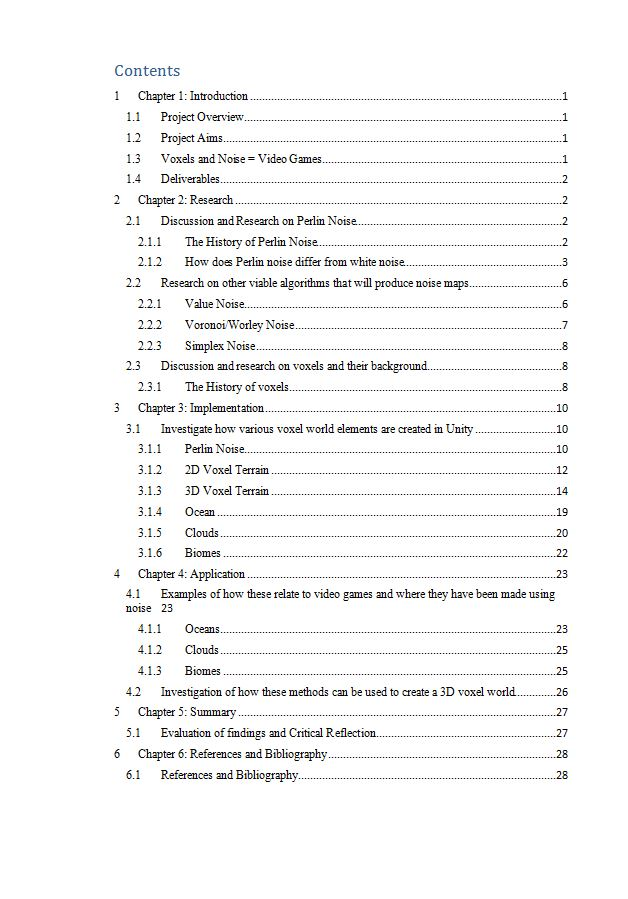 Contents
1 Chapter 1: Introduction 1
1.1 Project Overview 1
1.2 Project Aims 1
1.3 Voxels and Noise = Video Games 1
1.4 Deliverables 2
2 Chapter 2: Research 2
2.1 Discussion and Research on Perlin Noise 2
2.1.1 The History of Perlin Noise 2
2.1.2 How does Perlin noise differ from white noise 3
2.2 Research on other viable algorithms that will produce noise maps 6
2.2.1 Value Noise 6
2.2.2 Voronoi/Worley Noise 7
2.2.3 Simplex Noise 8
2.3 Discussion and research on voxels and their background 8
2.3.1 The History of voxels 8
3 Chapter 3: Implementation 10
3.1 Investigate how various voxel world elements are created in Unity 10
3.1.1 Perlin Noise 10
3.1.2 2D Voxel Terrain 12
3.1.3 3D Voxel Terrain 14
3.1.4 Ocean 19
3.1.5 Clouds 20
3.1.6 Biomes 22
4 Chapter 4: Application 23
4.1 Examples of how these relate to video games and where they have been made using
noise 23
4.1.1 Oceans 23
4.1.2 Clouds 25
4.1.3 Biomes 25
4.2 Investigation of how these methods can be used to create a 3D voxel world 26
5 Chapter 5: Summary 27
5.1 Evaluation of findings and Critical Reflection 27
6 Chapter 6: References and Bibliography 28
6.1 References and Bibliography 28